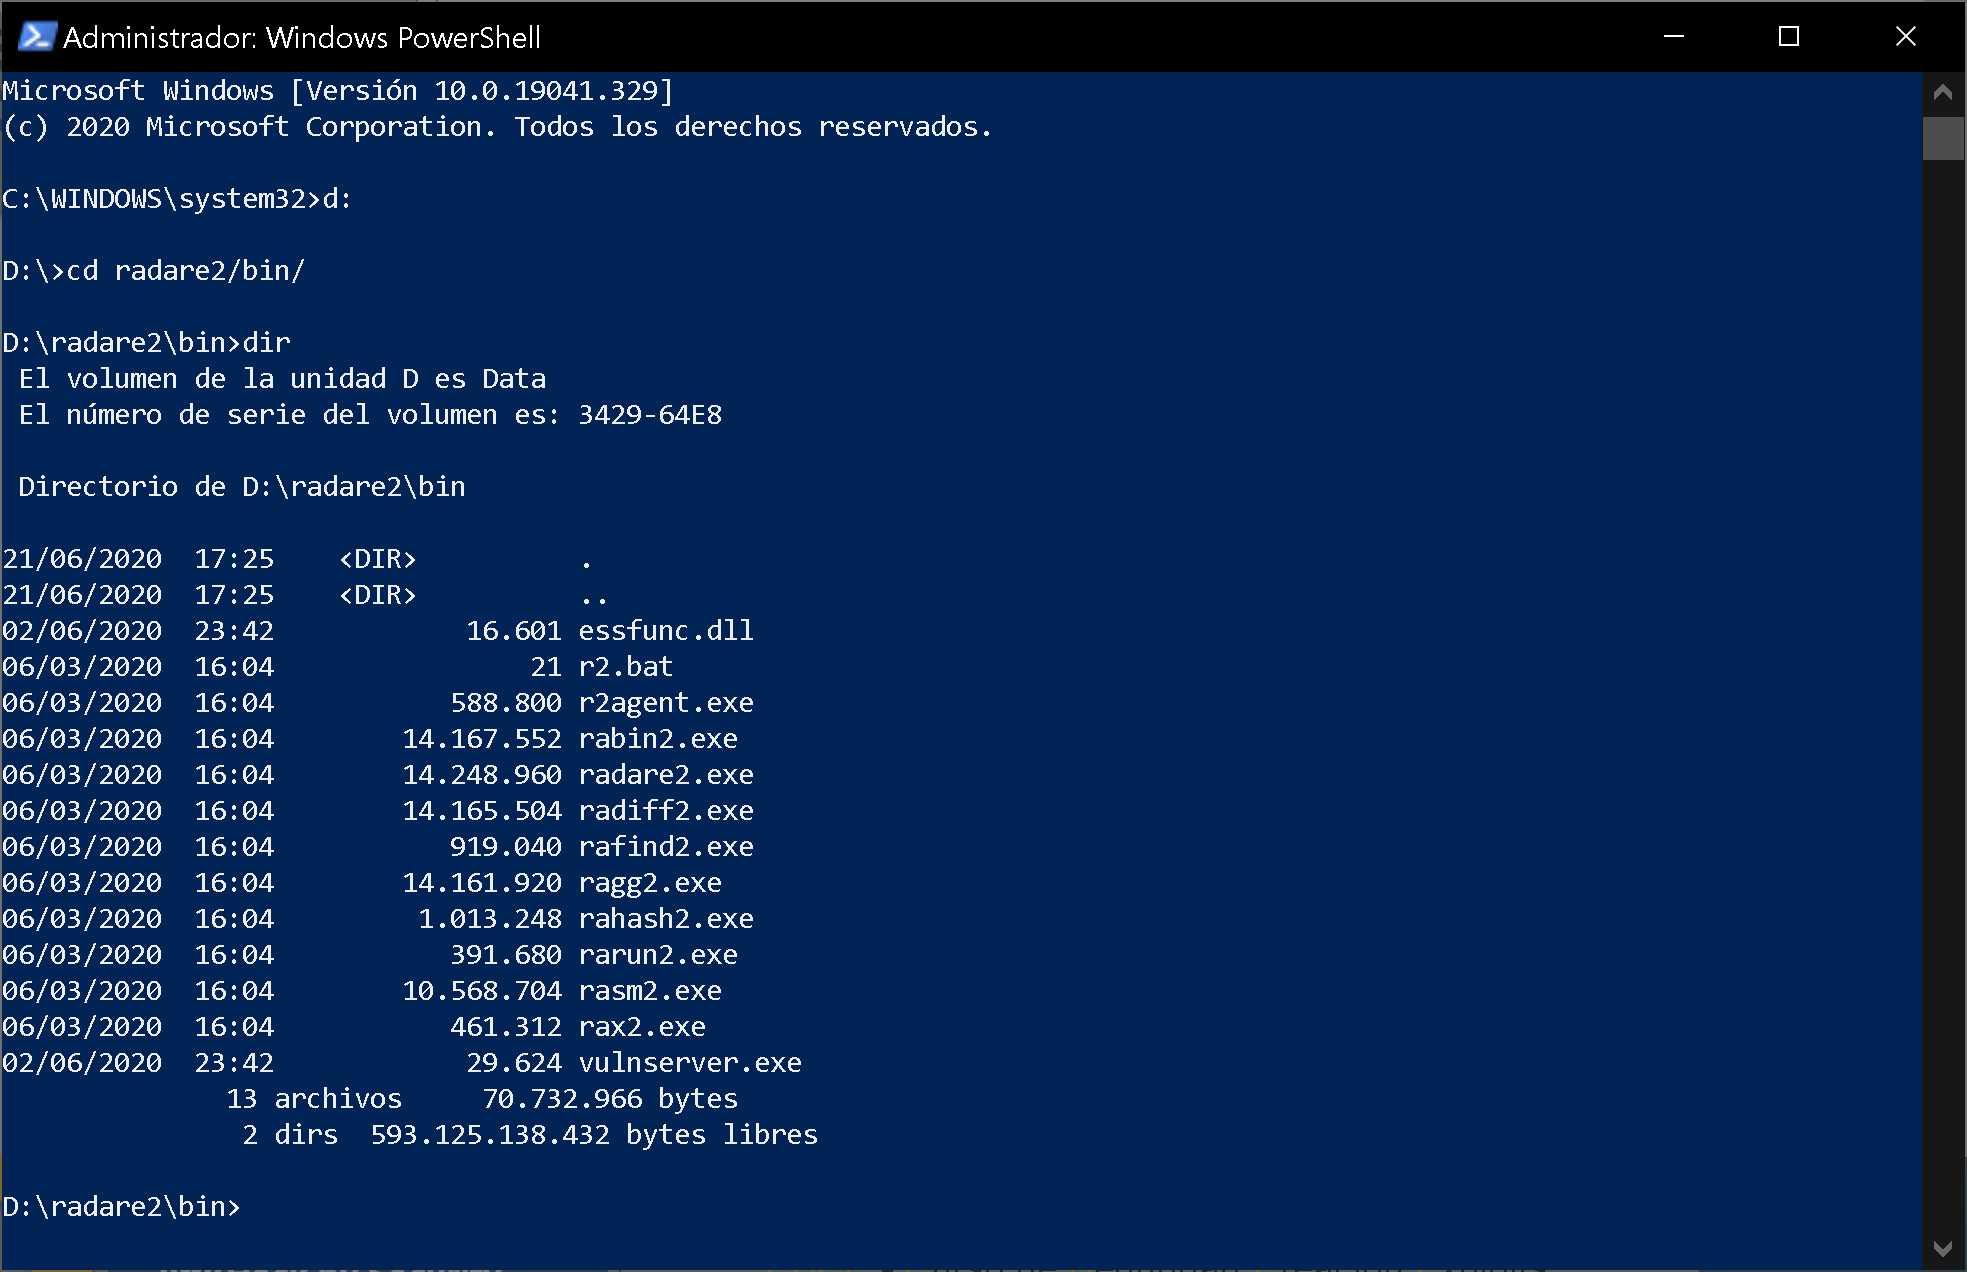 Administrador: Windows PowerShell
Microsoft Windows [Versión 10.0.19041.329]
(c) 2020 Microsoft Corporation. Todos los derechos reservados.
C:\WINDOWS\system32>d:
D:\>cd radare2/bin/
D:\radare2\bin>dir
 El volumen de la unidad D es Data
 El número de serie del volumen es: 3429-64E8
 Directorio de D:\radare2\bin
21/06/2020  17:25    <DIR>          .
21/06/2020  17:25    <DIR>          ..
02/06/2020  23:42            16.601 essfunc.dll
06/03/2020  16:04                21 r2.bat
06/03/2020  16:04           588.800 r2agent.exe
06/03/2020  16:04        14.167.552 rabin2.exe
06/03/2020  16:04        14.248.960 radare2.exe
06/03/2020  16:04        14.165.504 radiff2.exe
06/03/2020  16:04           919.040 rafind2.exe
06/03/2020  16:04        14.161.920 ragg2.exe
06/03/2020  16:04         1.013.248 rahash2.exe
06/03/2020  16:04           391.680 rarun2.exe
06/03/2020  16:04        10.568.704 rasm2.exe
06/03/2020  16:04           461.312 rax2.exe
02/06/2020  23:42            29.624 vulnserver.exe
              13 archivos     70.732.966 bytes
               2 dirs  593.125.138.432 bytes libres
D:\radare2\bin>